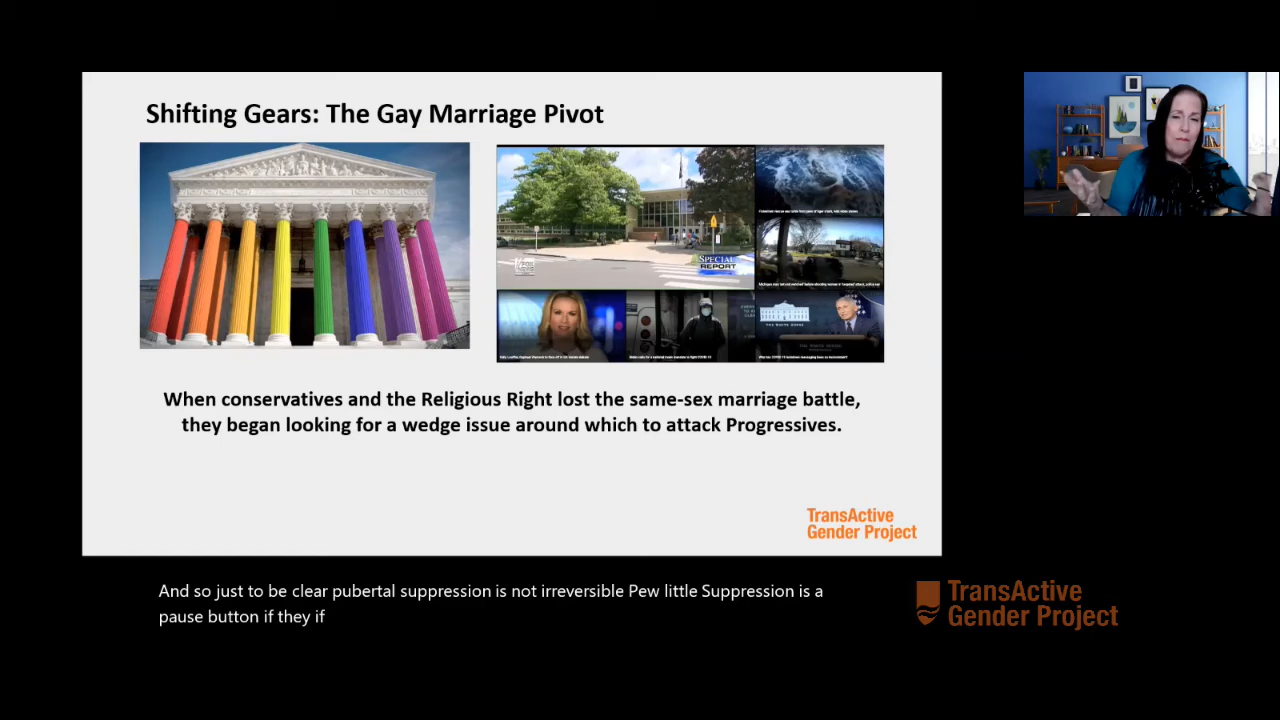 Shifting Gears: The Gay Marriage Pivot
SPECIAL
REPORT
THE WHITE HOUSE
When conservatives and the Religious Right lost the same-sex marriage battle,
they began looking for a wedge issue around which to attack Progressives.
TransActive
Gender Project
And so just to be clear pubertal suppression is not irreversible Pew little Suppression is a
pause button if they if
TransActive
Gender Project